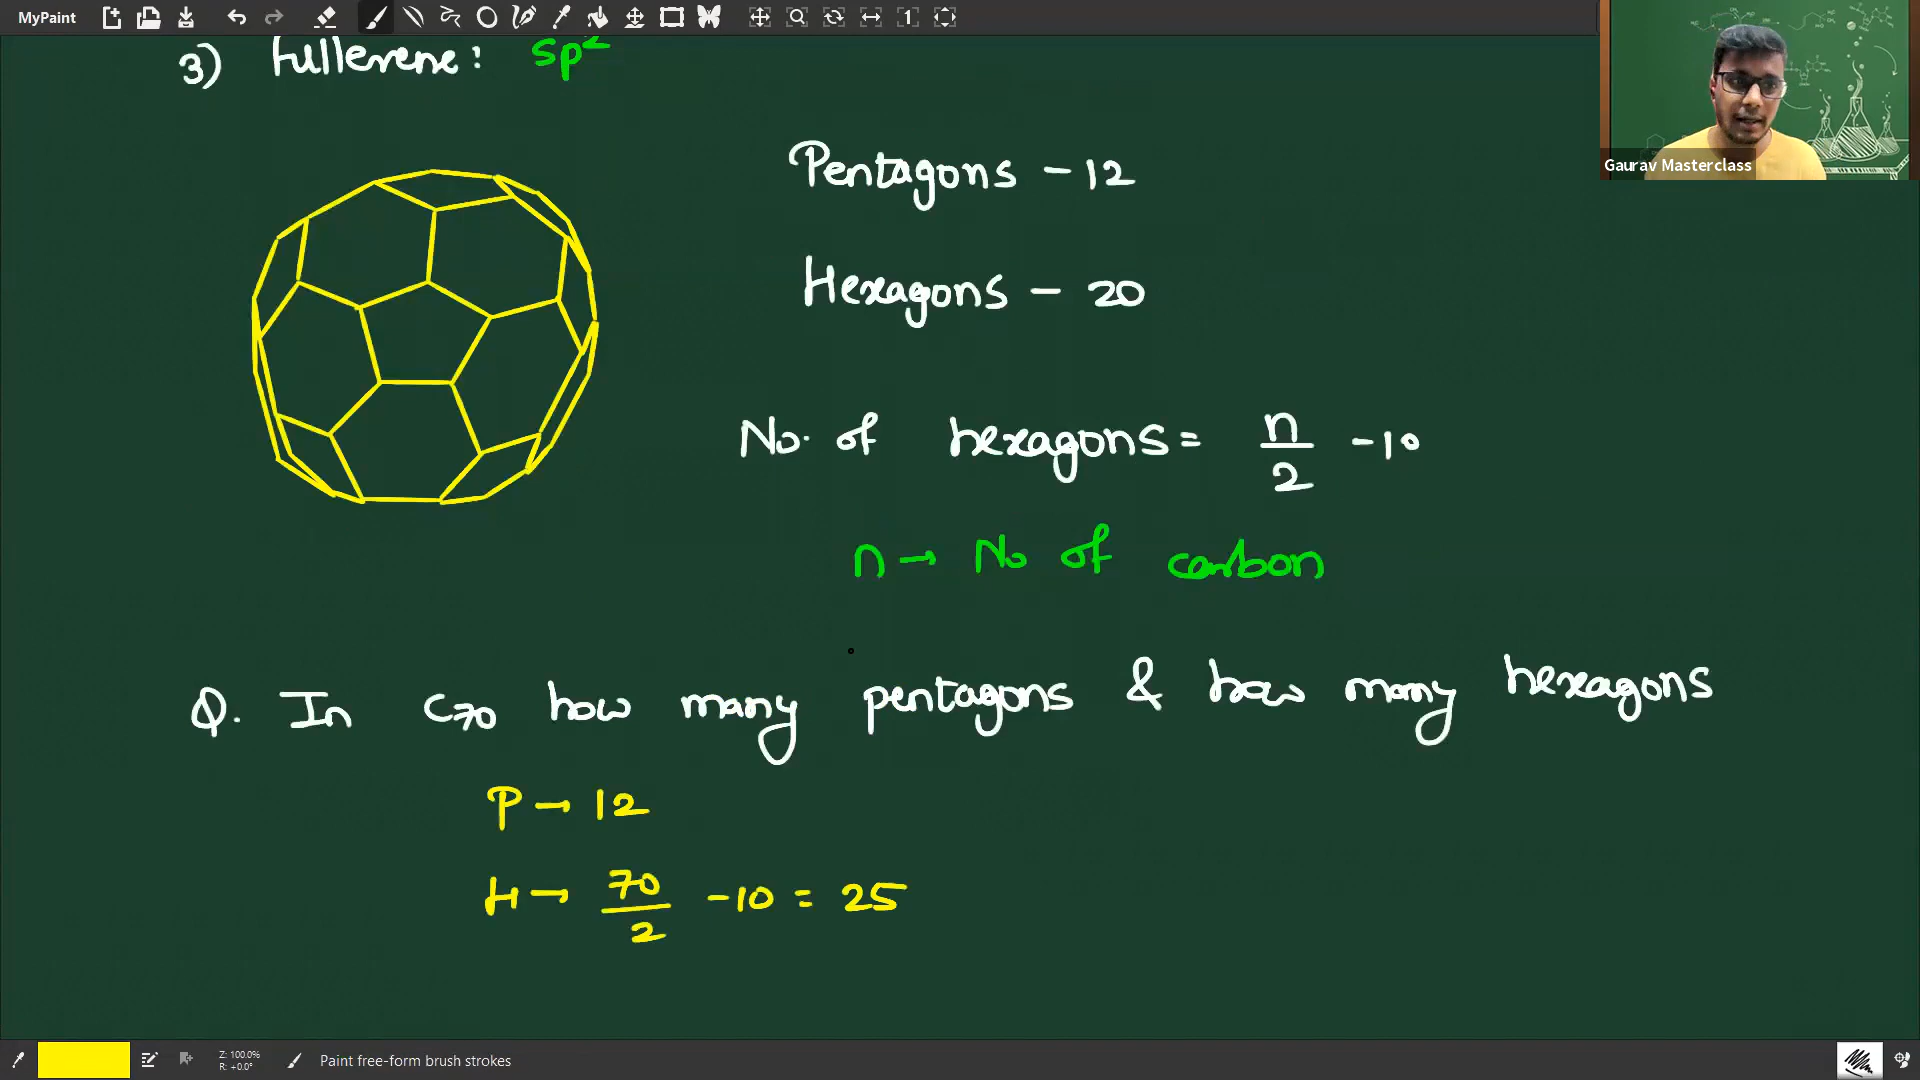 MyPaint
3) Fullerene: sp²
Gaurav Masterclass
Pentagons - 12
Hexagons - 20
No. of hexagons = n/2 - 10
n → No of carbon
Q. In C70 how many pentagons & how many hexagons
P → 12
H → 70/2 - 10 = 25
Z: 100.0%
R: +0.0°
Paint free-form brush strokes